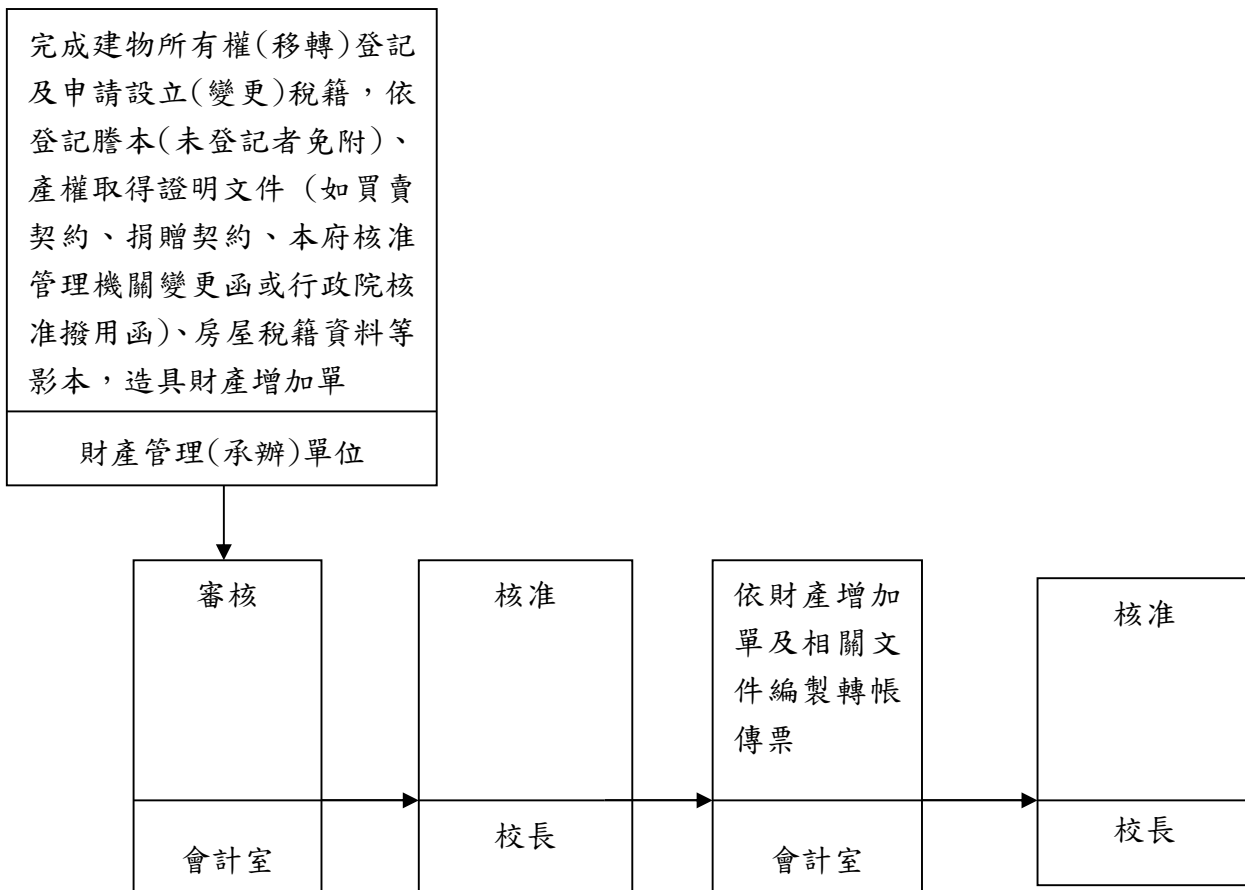 完成建物所有權(移轉)登記
及申請設立(變更)稅籍，依
登記謄本(未登記者免附)、
產權取得證明文件（如買賣
契約、捐贈契約、本府核准
管理機關變更函或行政院核
准撥用函)、房屋稅籍資料等
影本，造具財產增加單
財產管理(承辦)單位
審核
會計室
核准
校長
依財產增加
單及相關文
件編製轉帳
傳票
會計室
核准
校長